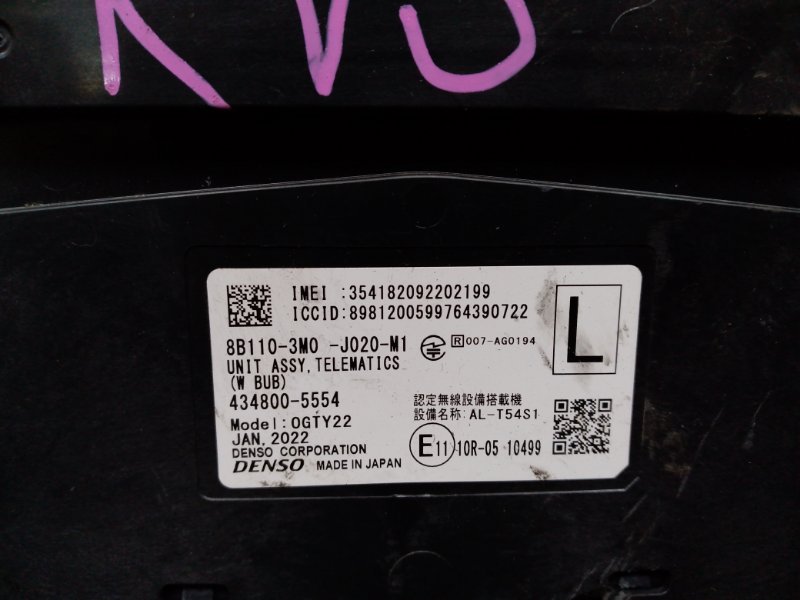 RV5
IMEI :354182092202199
ICCID:8981200599764390722
8B110-3M0 -J020-M1
R 007-AG0194
L
UNIT ASSY,TELEMATICS
(W BUB)
434800-5554
認定無線設備搭載機
設備名称: AL-T54S1
Model:OGTY22
JAN, 2022
DENSO CORPORATION
DENSO MADE IN JAPAN
E11 10R-05 10499